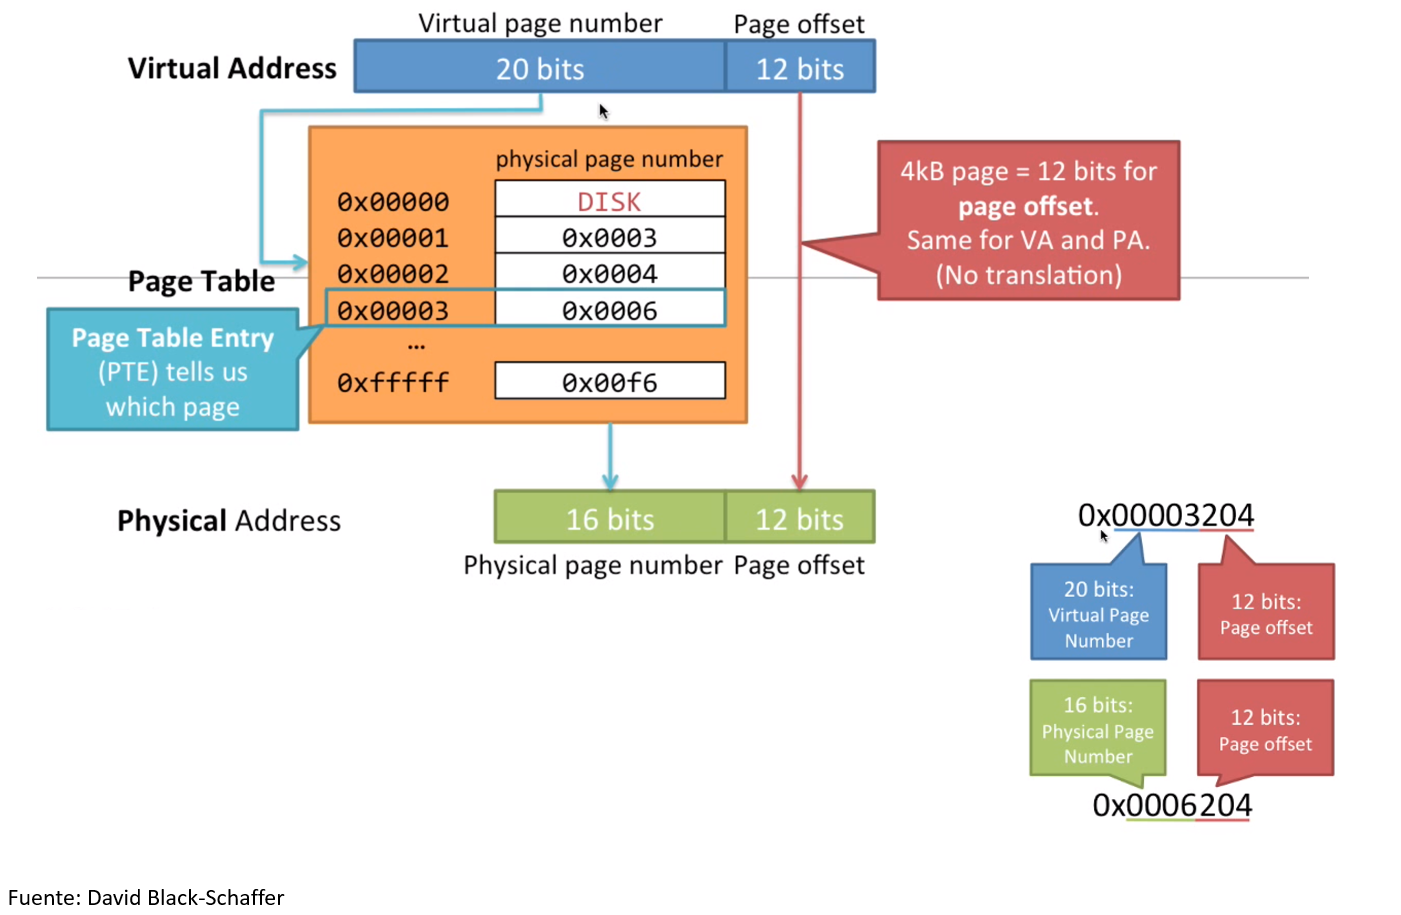 Virtual page number
Page offset
Virtual Address
20 bits
12 bits
physical page number
0x00000
DISK
0x00001
0x0003
0x00002
0x0004
0x00003
0x0006
...
0xfffff
0x00f6
Page Table
Page Table Entry
(PTE) tells us
which page
4kB page = 12 bits for
page offset.
Same for VA and PA.
(No translation)
Physical Address
16 bits
12 bits
Physical page number
Page offset
0x00003204
20 bits:
Virtual Page
Number
12 bits:
Page offset
16 bits:
Physical Page
Number
12 bits:
Page offset
0x0006204
Fuente: David Black-Schaffer